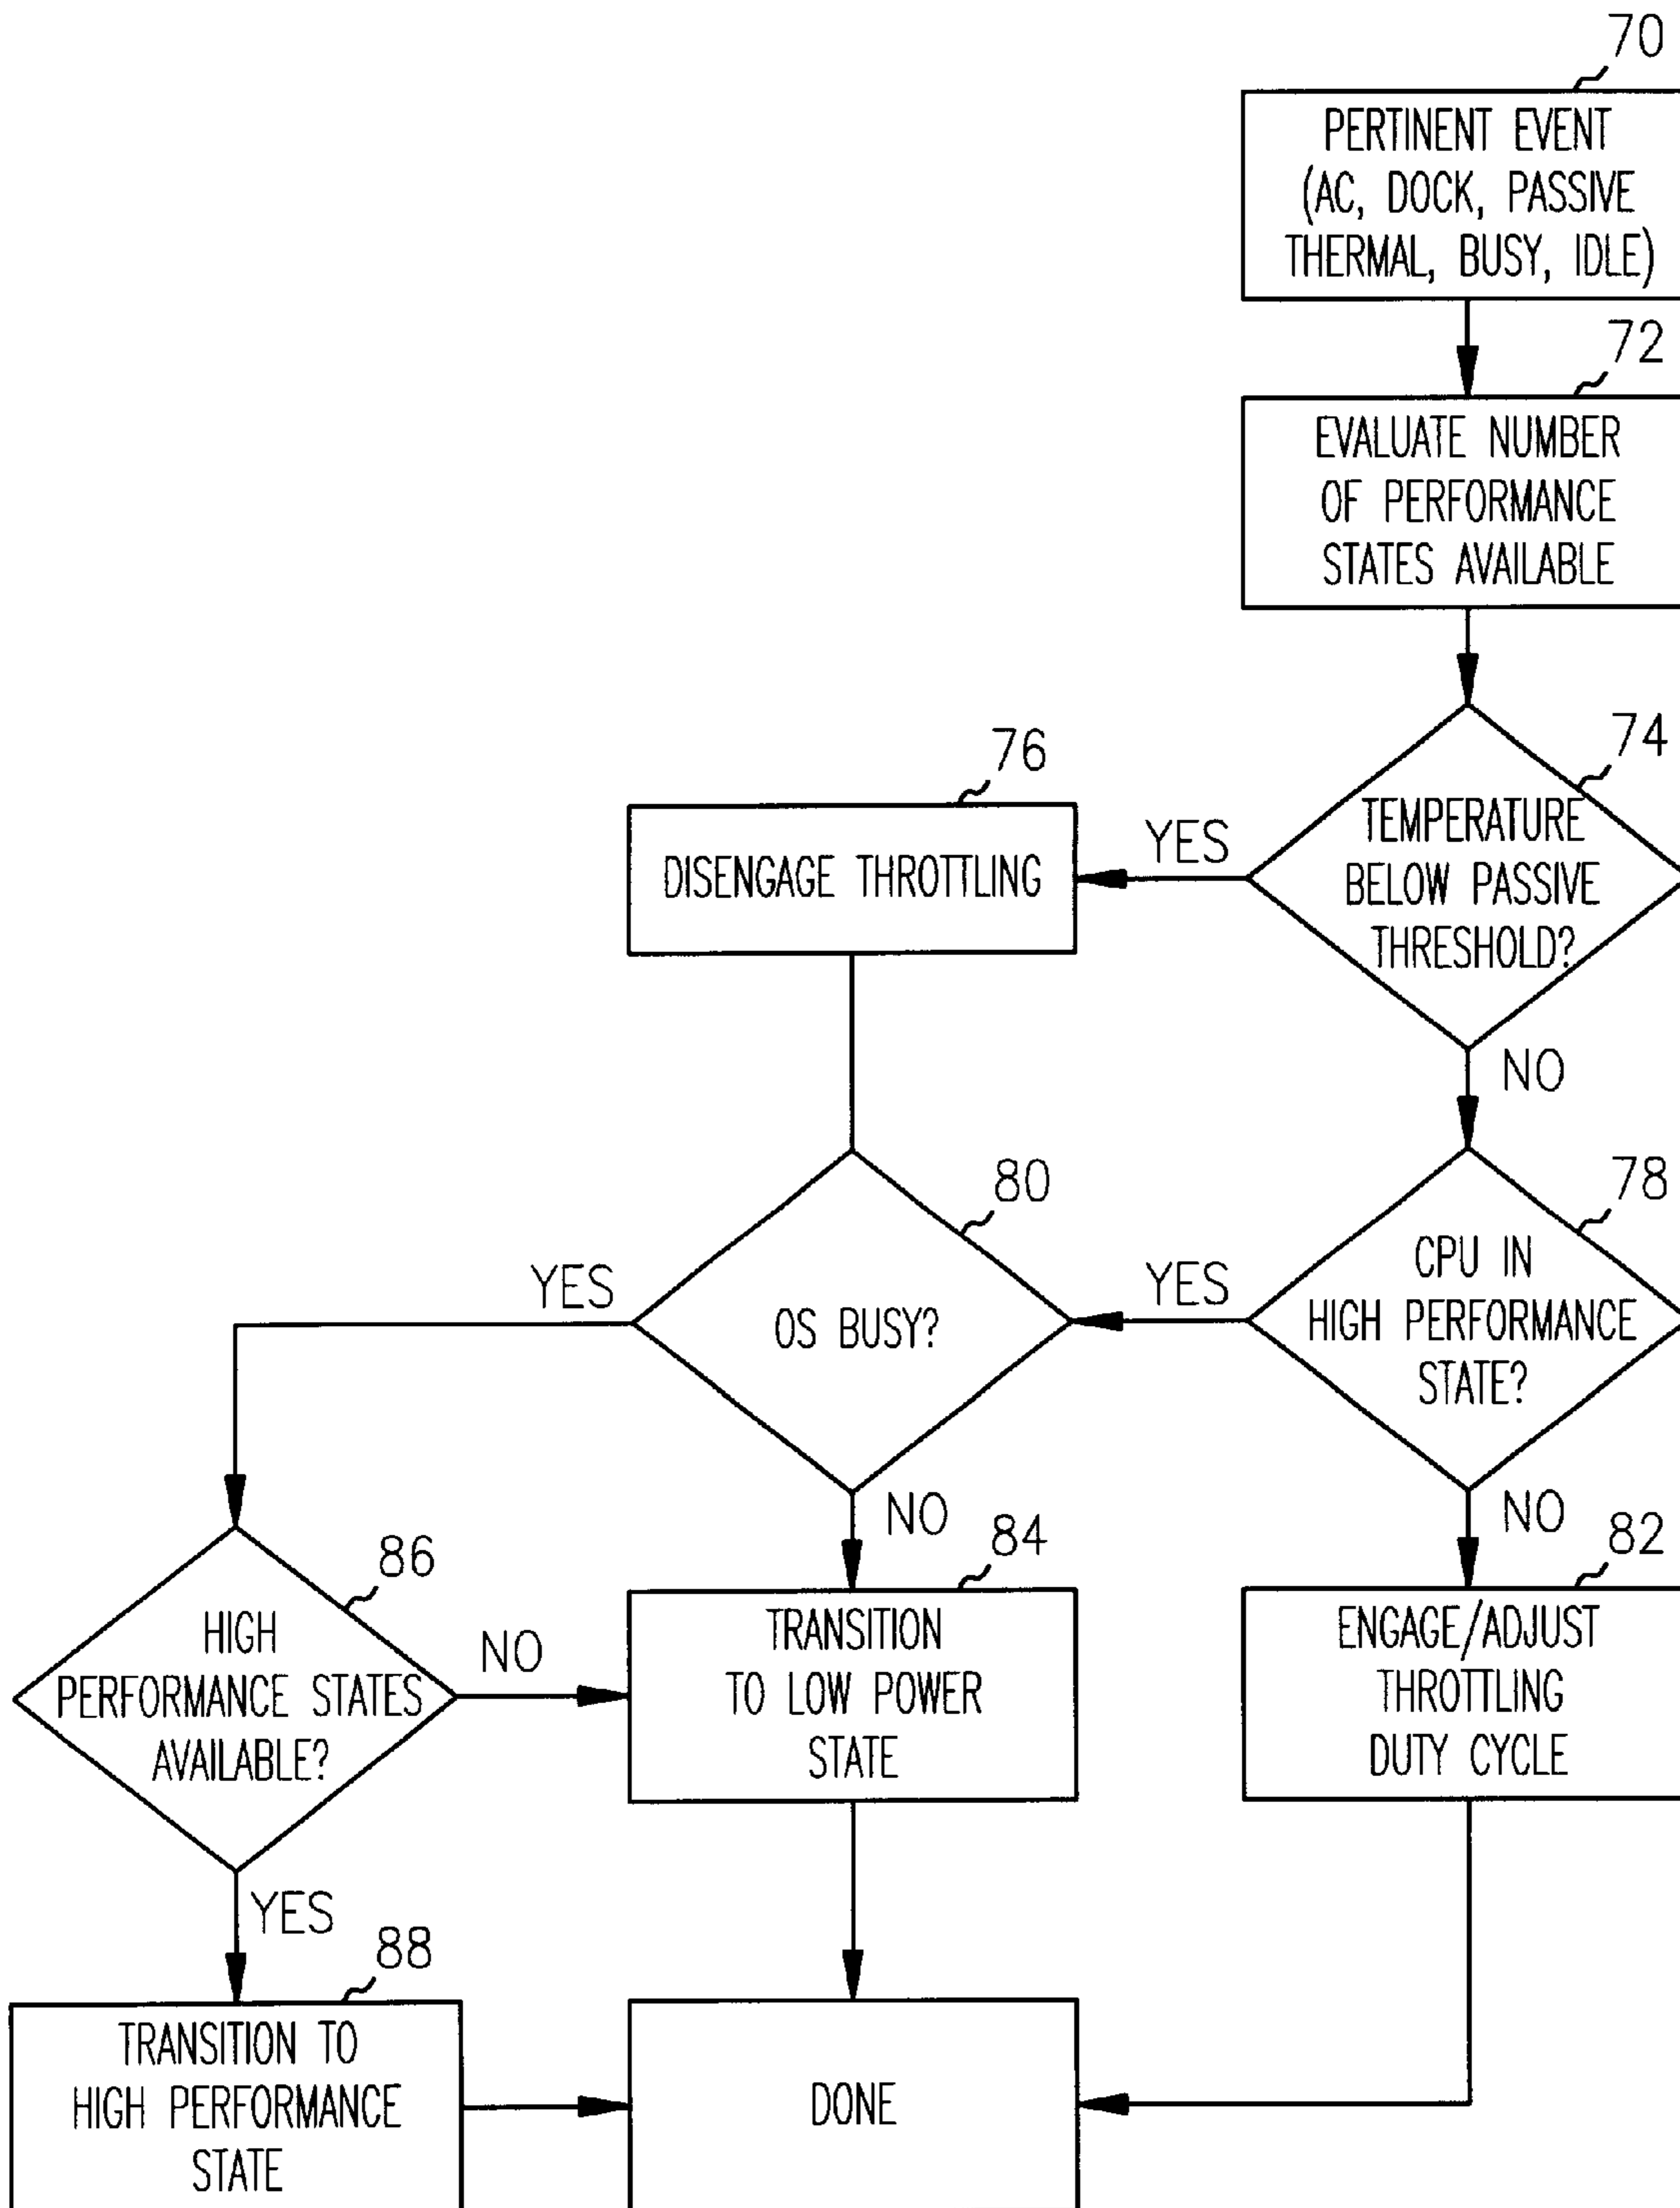 70
PERTINENT EVENT
(AC, DOCK, PASSIVE
THERMAL, BUSY, IDLE)
72
EVALUATE NUMBER
OF PERFORMANCE
STATES AVAILABLE
74
TEMPERATURE
BELOW PASSIVE
THRESHOLD?
YES
NO
76
DISENGAGE THROTTLING
78
CPU IN
HIGH PERFORMANCE
STATE?
YES
NO
80
OS BUSY?
YES
NO
82
ENGAGE/ADJUST
THROTTLING
DUTY CYCLE
84
TRANSITION
TO LOW POWER
STATE
86
HIGH
PERFORMANCE STATES
AVAILABLE?
NO
YES
88
TRANSITION TO
HIGH PERFORMANCE
STATE
DONE